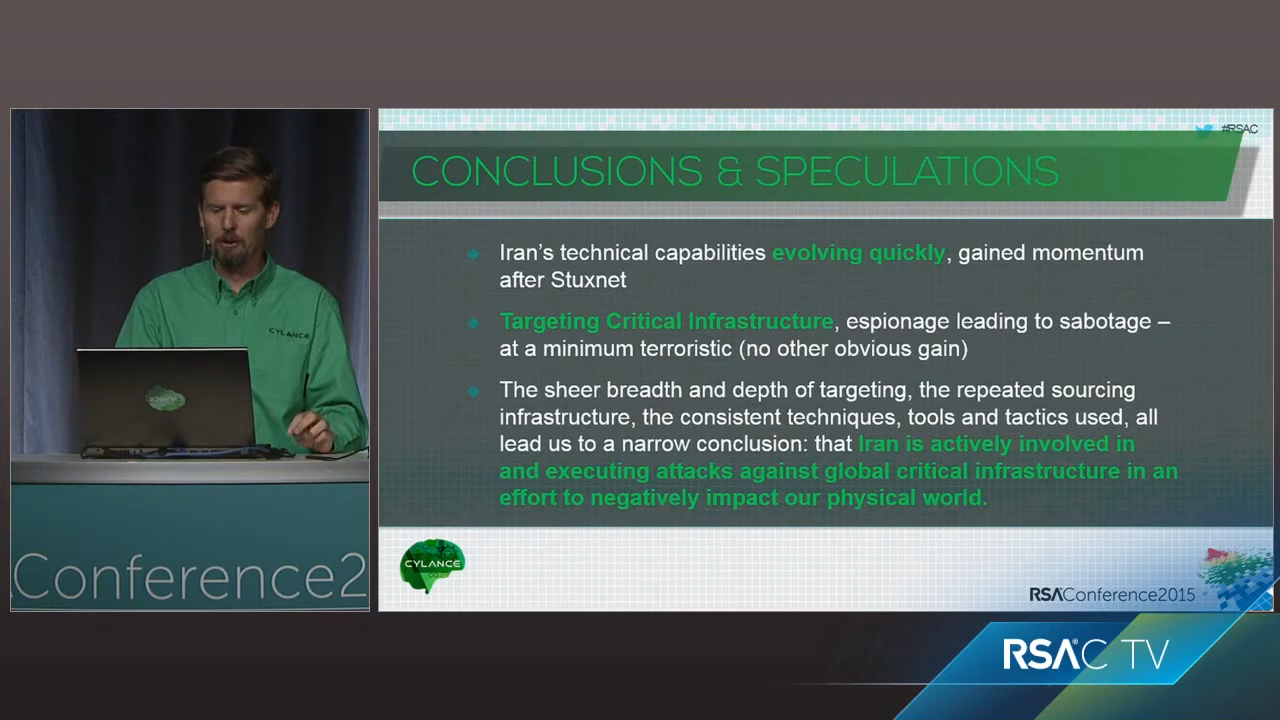 #RSAC
CONCLUSIONS & SPECULATIONS
Iran's technical capabilities evolving quickly, gained momentum
after Stuxnet
Targeting Critical Infrastructure, espionage leading to sabotage –
at a minimum terroristic (no other obvious gain)
The sheer breadth and depth of targeting, the repeated sourcing
infrastructure, the consistent techniques, tools and tactics used, all
lead us to a narrow conclusion: that Iran is actively involved in
and executing attacks against global critical infrastructure in an
effort to negatively impact our physical world.
CYLANCE
CYLANCE
CYLANCE
Conference2
RSAConference2015
RSAC TV